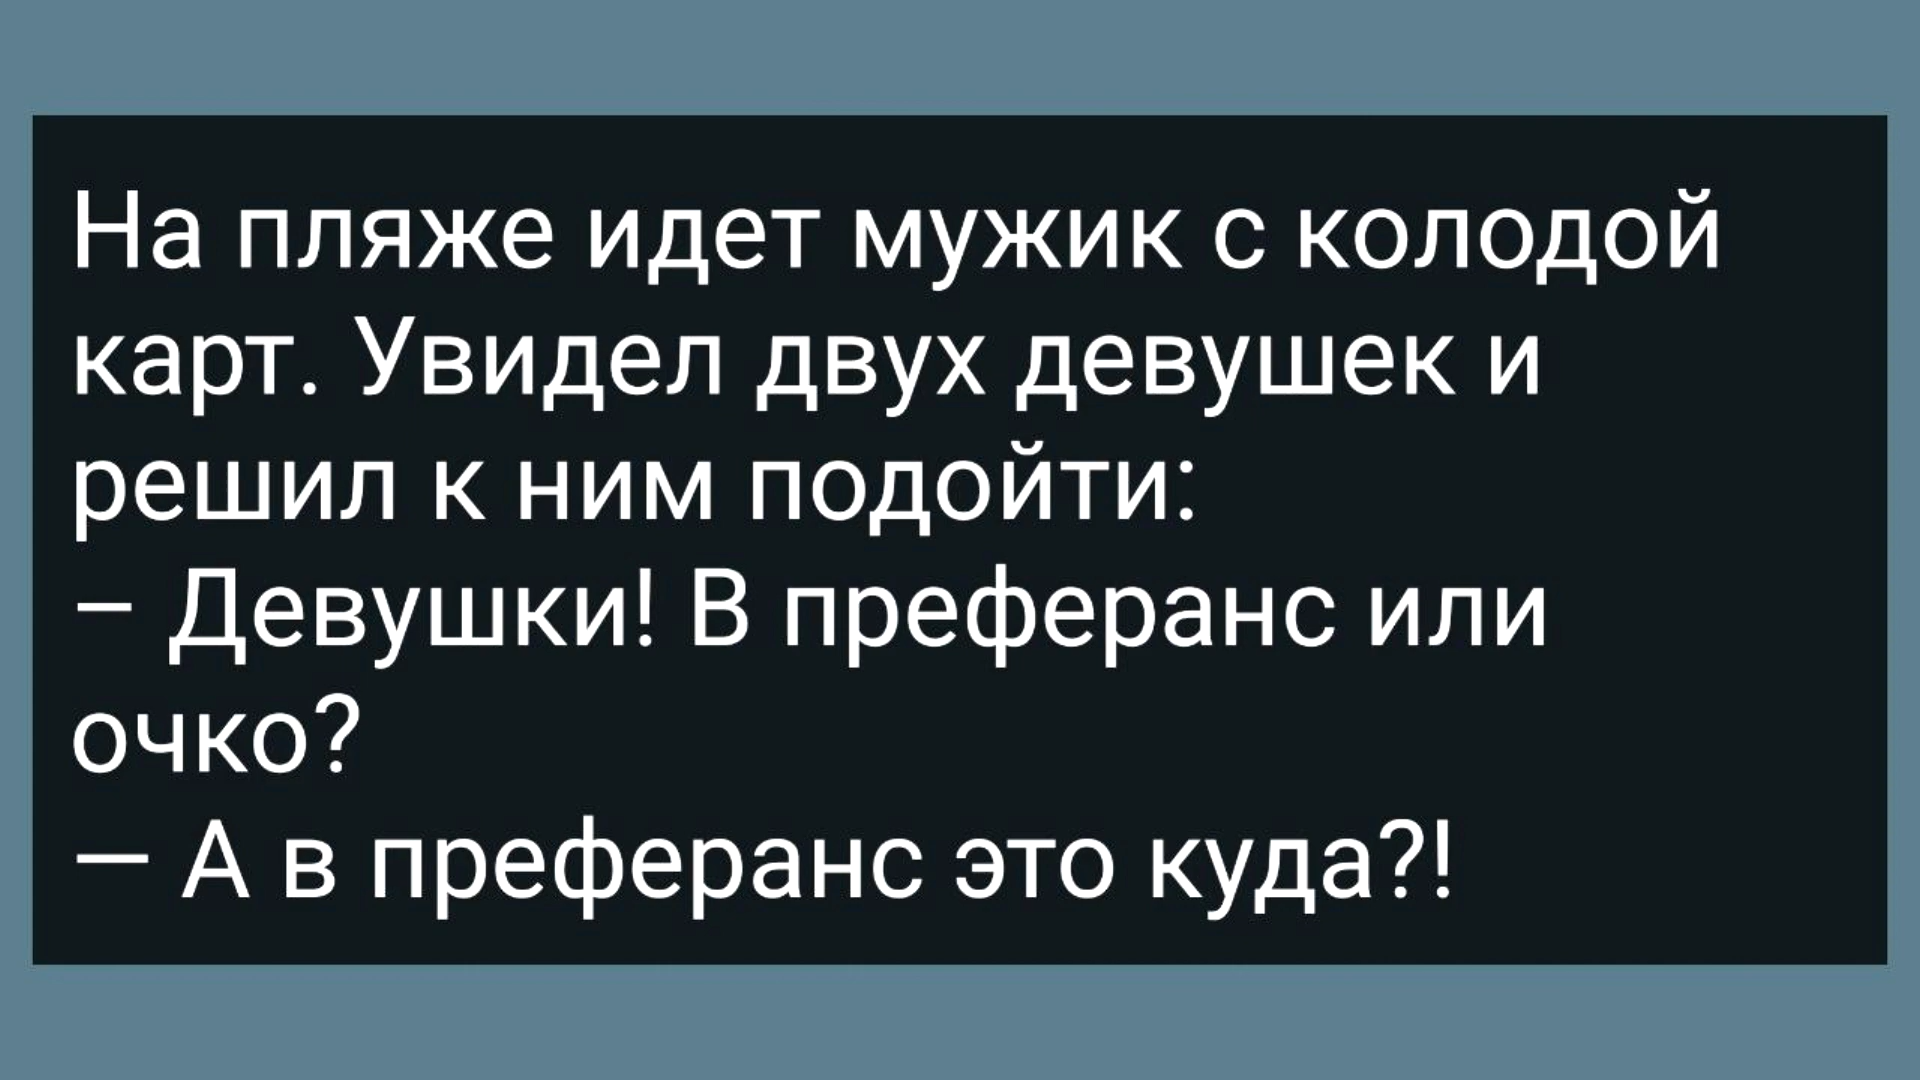 На пляже идет мужик с колодой
карт. Увидел двух девушек и
решил к ним подойти:
– Девушки! В преферанс или
очко?
— А в преферанс это куда?!